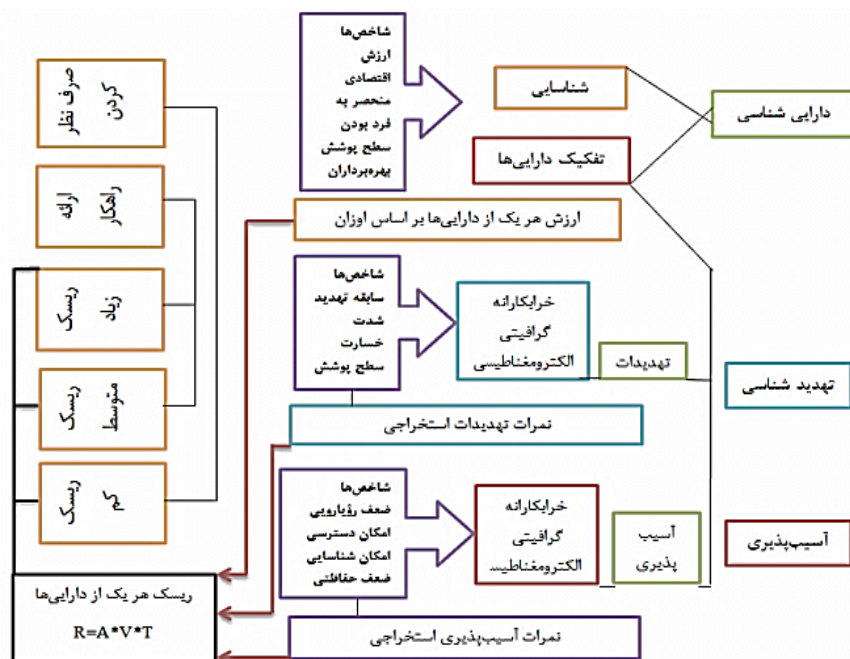 دارایی شناسی
شناسایی
تفکیک دارایی‌ها
شاخص‌ها
ارزش
اقتصادی
منحصر به
فرد بودن
سطح پوشش
بهره‌برداران
ارزش هر یک از دارایی‌ها بر اساس اوزان
تهدید شناسی
تهدیدات
خرابکارانه
گرافیتی
الکترومغناطیسی
شاخص‌ها
سابقه تهدید
شدت
خسارت
سطح پوشش
نمرات تهدیدات استخراجی
آسیب‌پذیری
آسیب
پذیری
خرابکارانه
گرافیتی
الکترومغناطیس
شاخص‌ها
ضعف رؤیارویی
امکان دسترسی
امکان شناسایی
ضعف حفاظتی
نمرات آسیب‌پذیری استخراجی
صرف نظر
کردن
ارائه
راهکار
ریسک
زیاد
ریسک
متوسط
ریسک
کم
ریسک هر یک از دارایی‌ها
R=A*V*T